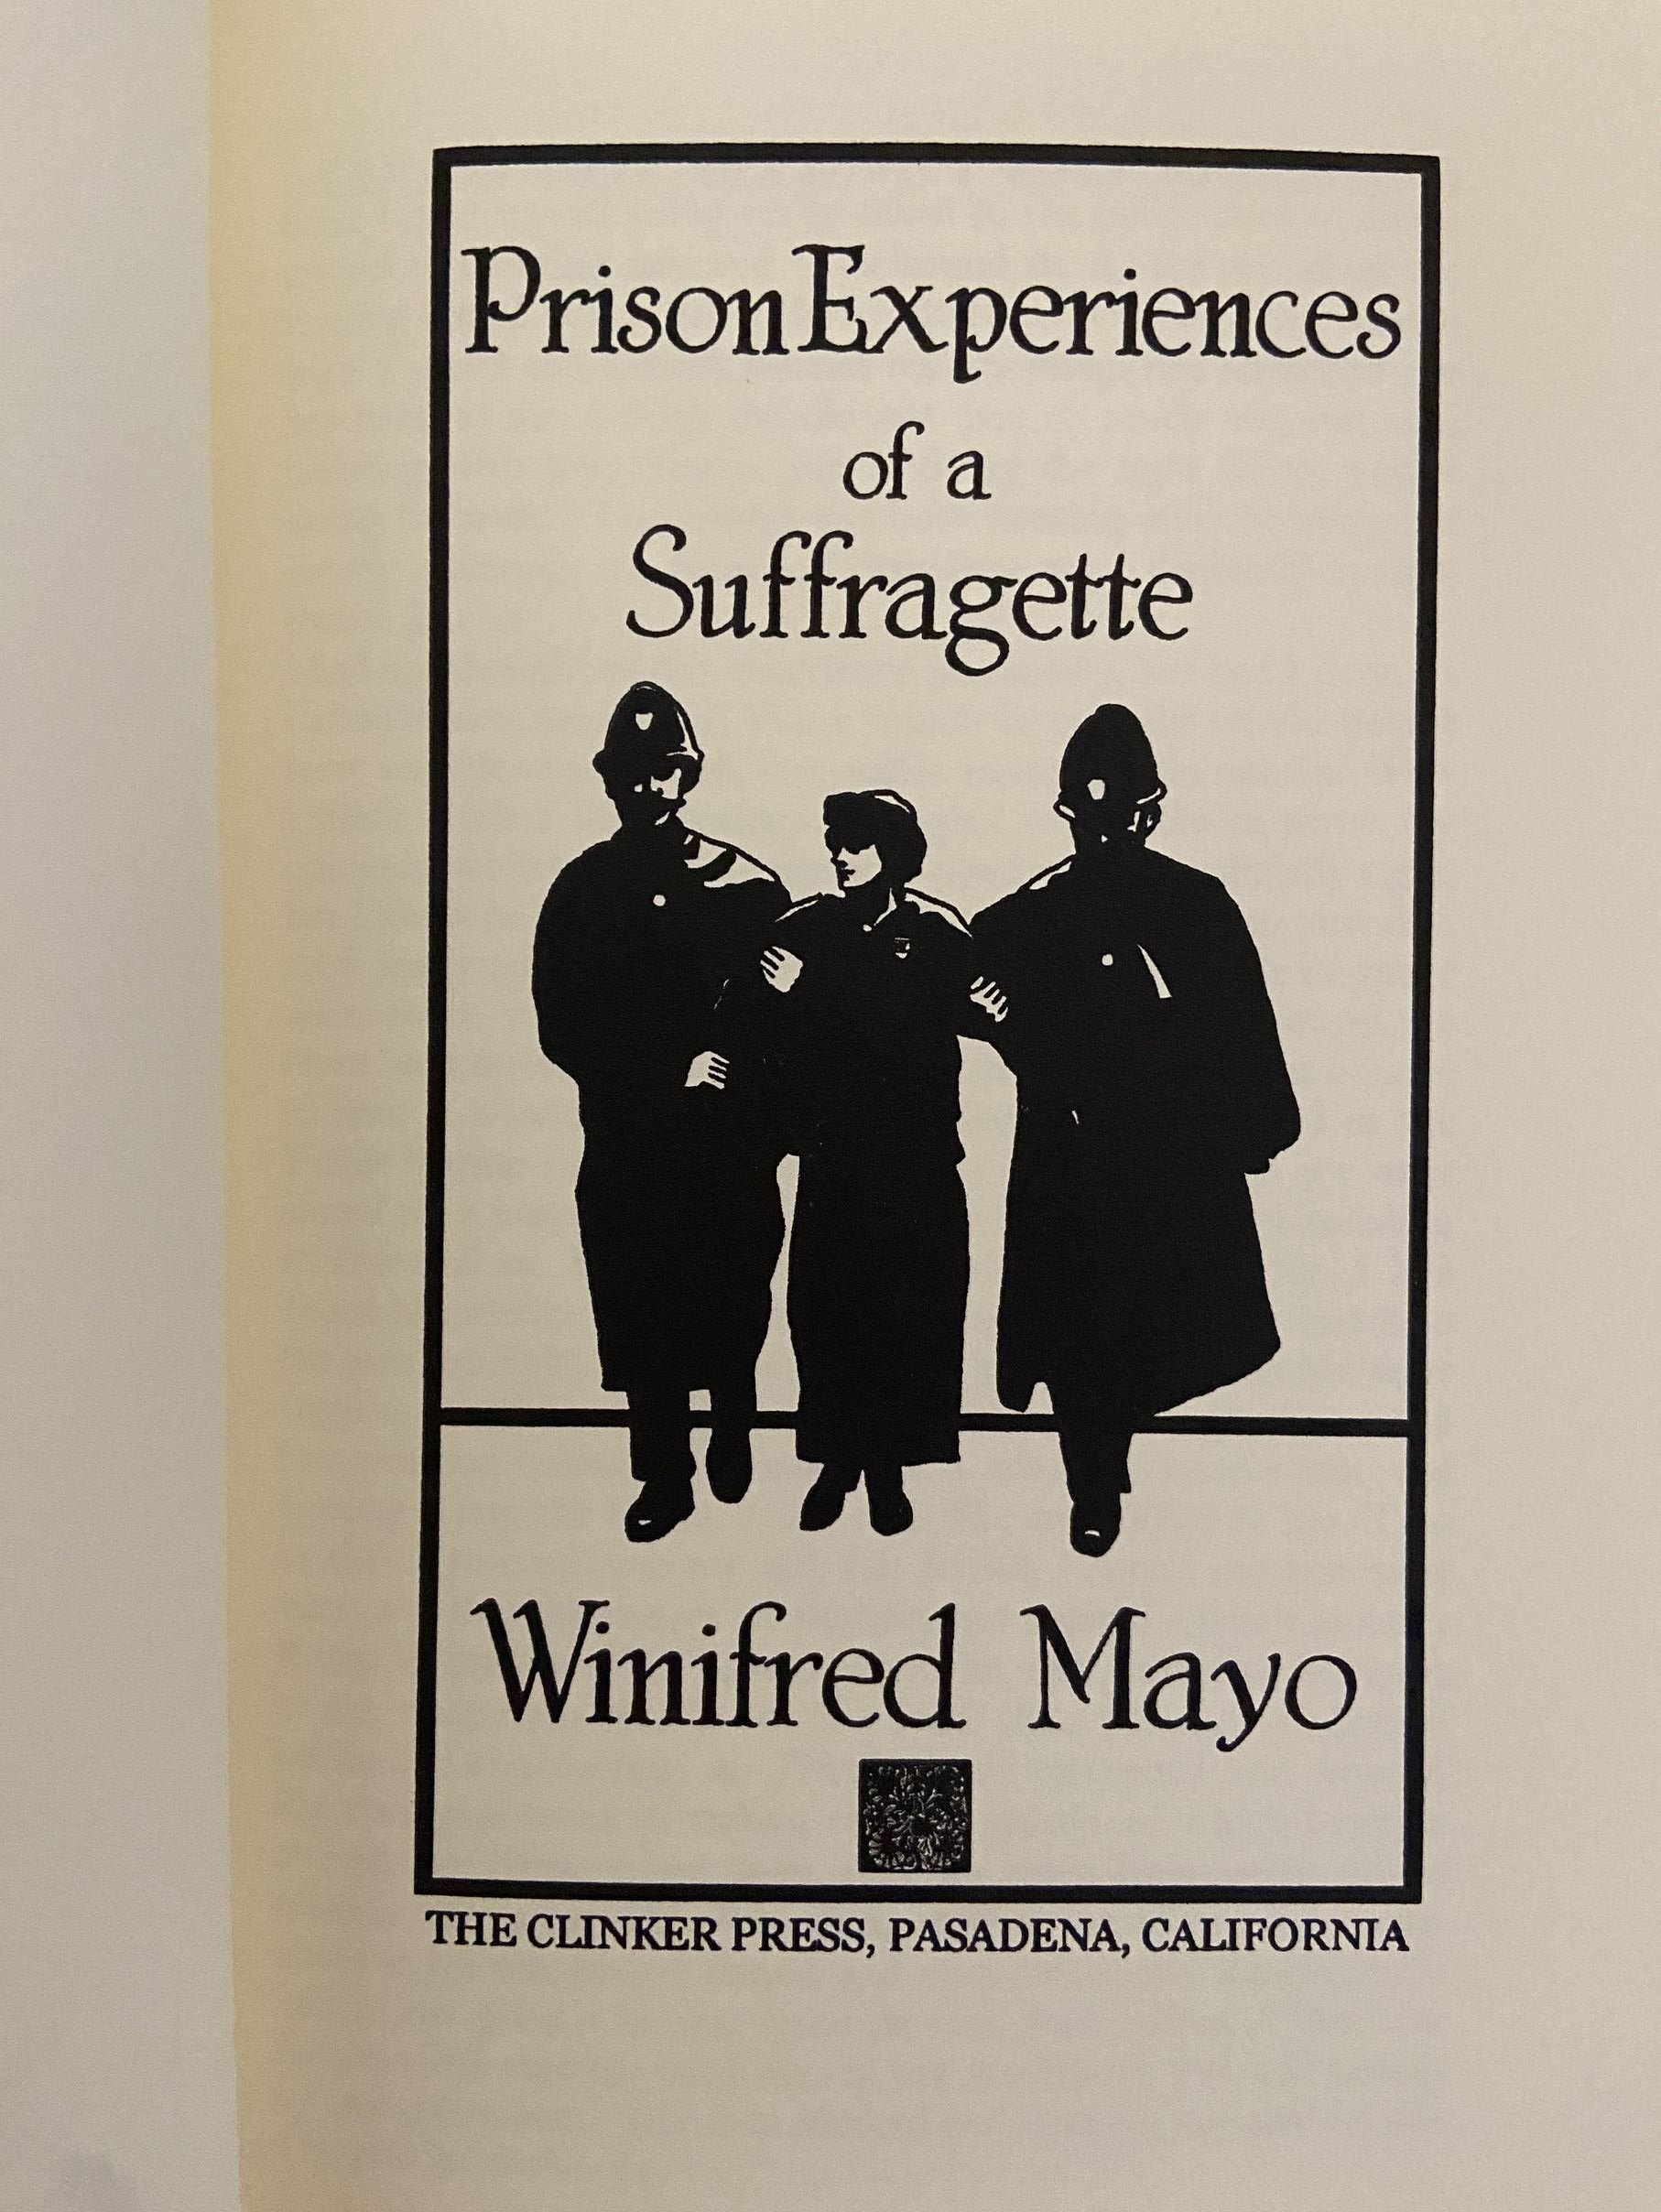 Prison Experiences
of a
Suffragette
Winifred Mayo
THE CLINKER PRESS, PASADENA, CALIFORNIA